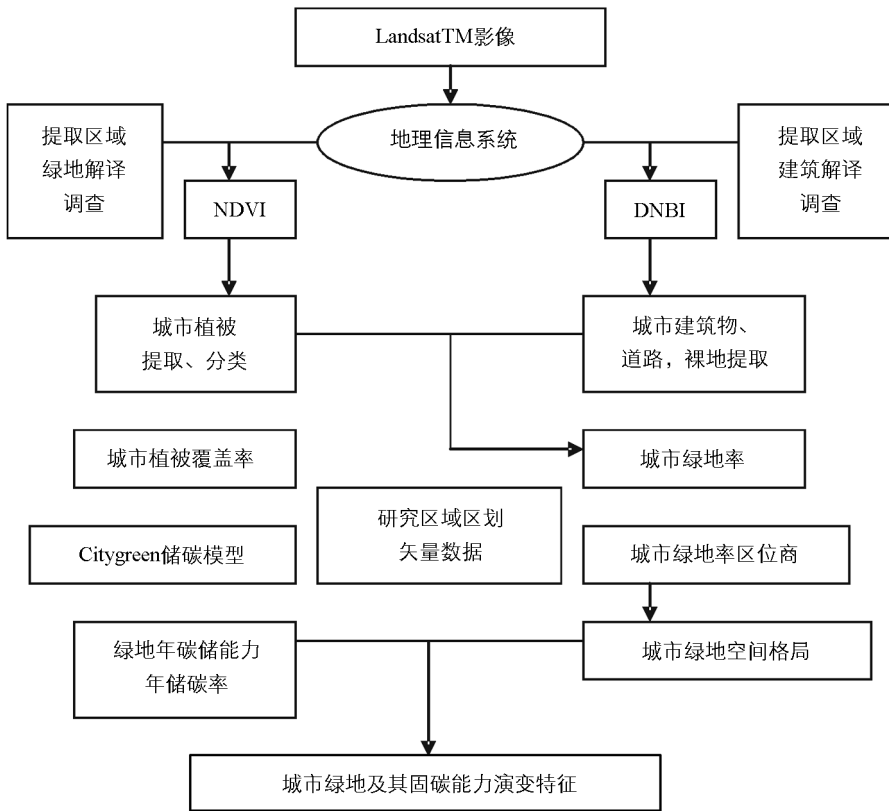 LandsatTM影像
地理信息系统
提取区域
绿地解译
调查
提取区域
建筑解译
调查
NDVI
DNBI
城市植被
提取、分类
城市建筑物、
道路，裸地提取
城市植被覆盖率
城市绿地率
研究区域区划
矢量数据
Citygreen储碳模型
城市绿地率区位商
绿地年碳储能力
年储碳率
城市绿地空间格局
城市绿地及其固碳能力演变特征